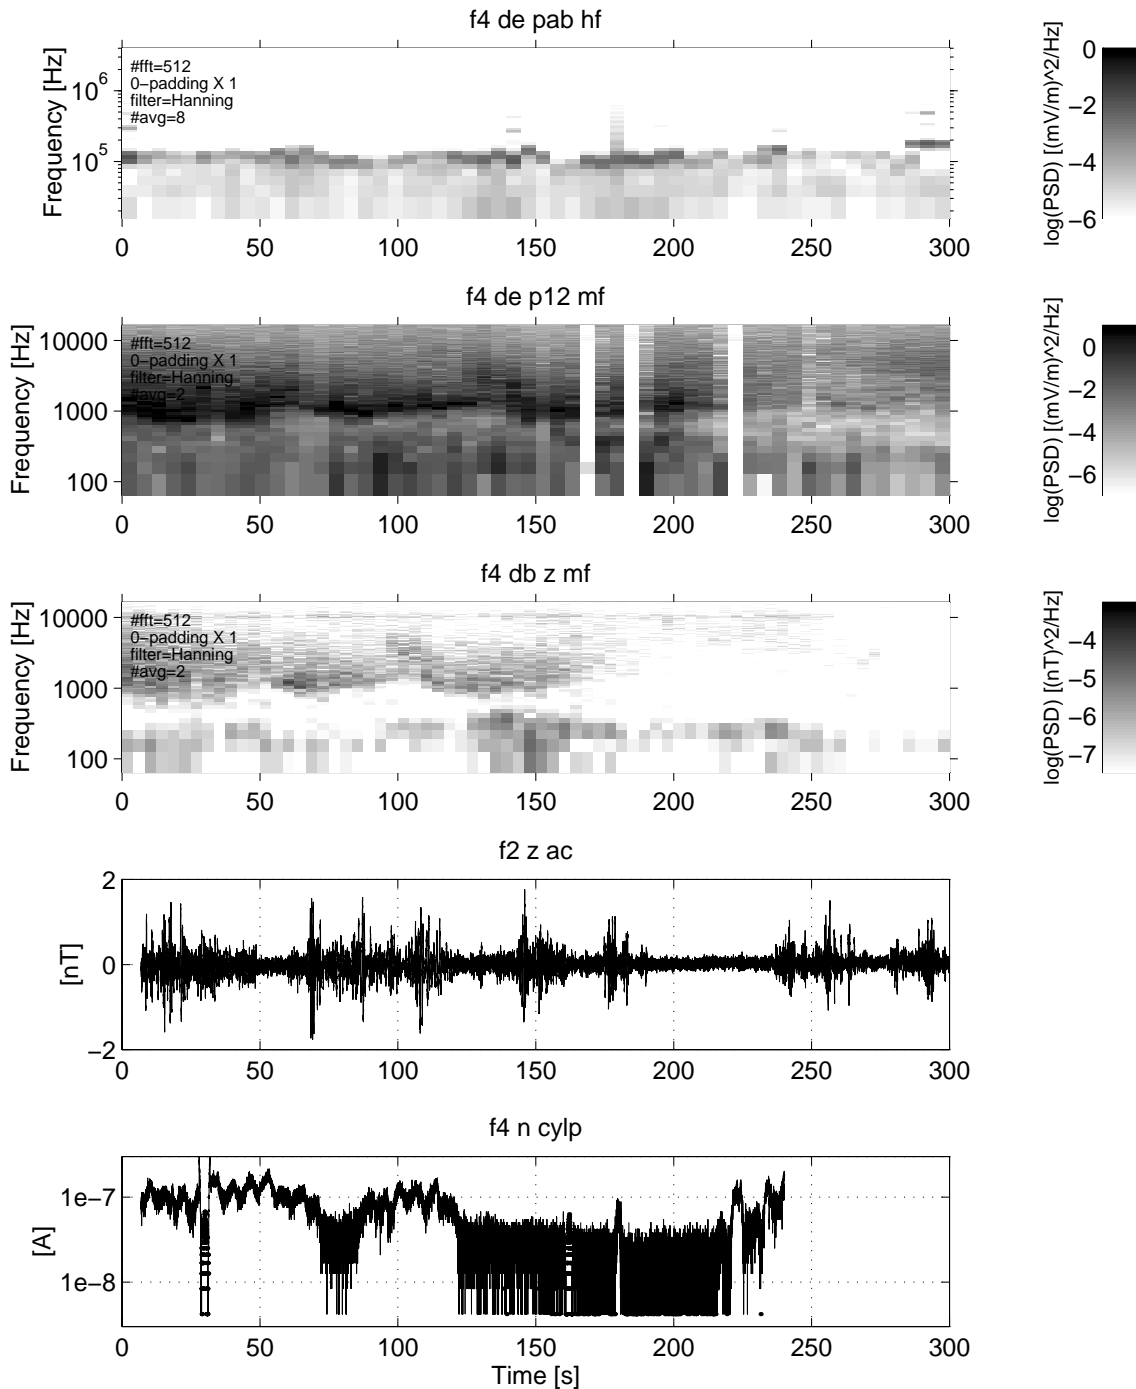 f4 de pab hf
Frequency [Hz]
10^6
10^5
#fft=512
0−padding X 1
filter=Hanning
#avg=8
0 50 100 150 200 250 300
log(PSD) [(mV/m)^2/Hz]
0
−2
−4
−6
f4 de p12 mf
Frequency [Hz]
10000
1000
100
#fft=512
0−padding X 1
filter=Hanning
#avg=2
0 50 100 150 200 250 300
log(PSD) [(mV/m)^2/Hz]
0
−2
−4
−6
f4 db z mf
Frequency [Hz]
10000
1000
100
#fft=512
0−padding X 1
filter=Hanning
#avg=2
0 50 100 150 200 250 300
log(PSD) [(nT)^2/Hz]
−4
−5
−6
−7
f2 z ac
[nT]
2
0
−2
0 50 100 150 200 250 300
f4 n cylp
[A]
1e−7
1e−8
0 50 100 150 200 250 300
Time [s]